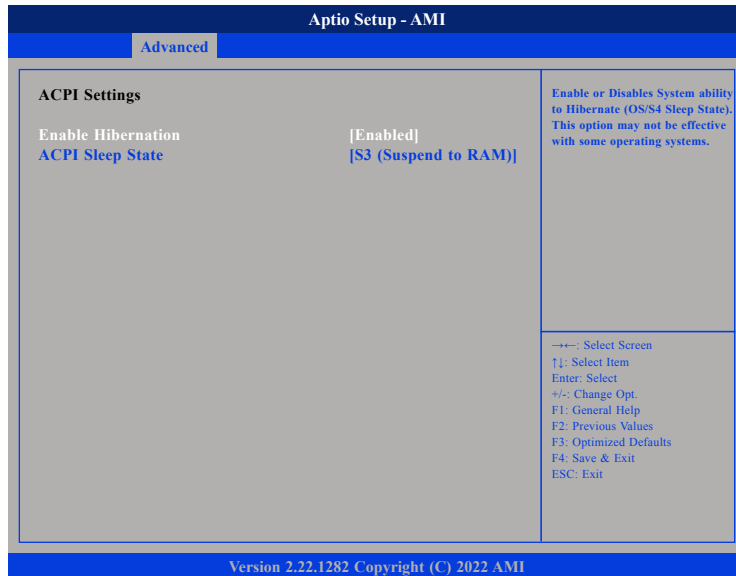 Aptio Setup - AMI
Advanced
ACPI Settings
Enable Hibernation [Enabled]
ACPI Sleep State [S3 (Suspend to RAM)]
Enable or Disables System ability
to Hibernate (OS/S4 Sleep State).
This option may not be effective
with some operating systems.
→←: Select Screen
↑↓: Select Item
Enter: Select
+/-: Change Opt.
F1: General Help
F2: Previous Values
F3: Optimized Defaults
F4: Save & Exit
ESC: Exit
Version 2.22.1282 Copyright (C) 2022 AMI